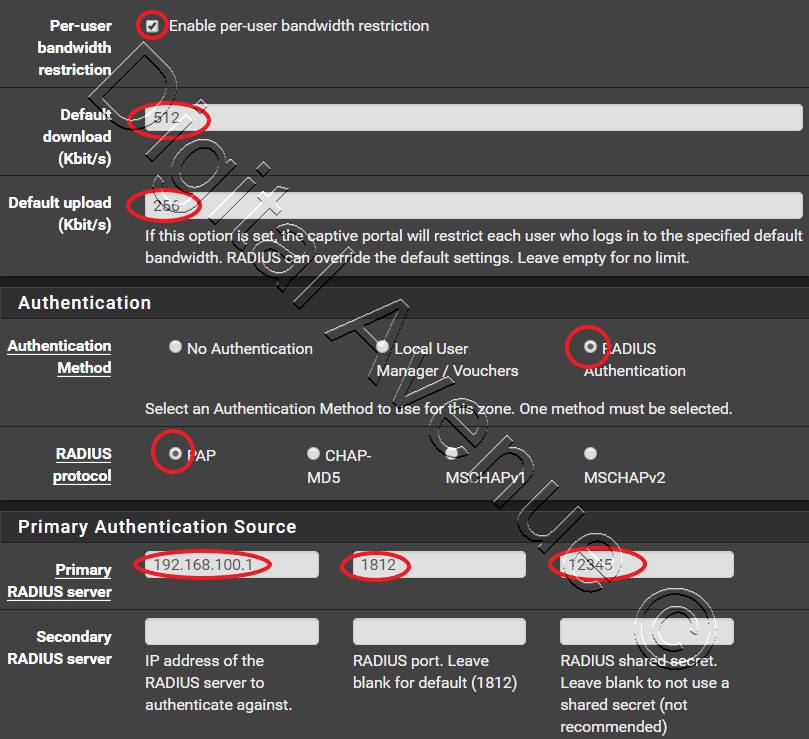 Per-user
bandwidth
restriction
Enable per-user bandwidth restriction
Default
download
(Kbit/s)
512
Default upload
(Kbit/s)
256
If this option is set, the captive portal will restrict each user who logs in to the specified default
bandwidth. RADIUS can override the default settings. Leave empty for no limit.
Authentication
Authentication
Method
No Authentication
Local User
Manager / Vouchers
RADIUS
Authentication
Select an Authentication Method to use for this zone. One method must be selected.
RADIUS
protocol
PAP
CHAP-
MD5
MSCHAPv1
MSCHAPv2
Primary Authentication Source
Primary
RADIUS server
192.168.100.1
1812
12345
Secondary
RADIUS server
IP address of the
RADIUS server to
authenticate against.
RADIUS port. Leave
blank for default (1812)
RADIUS shared secret.
Leave blank to not use a
shared secret (not
recommended)
Digital Avenue ©